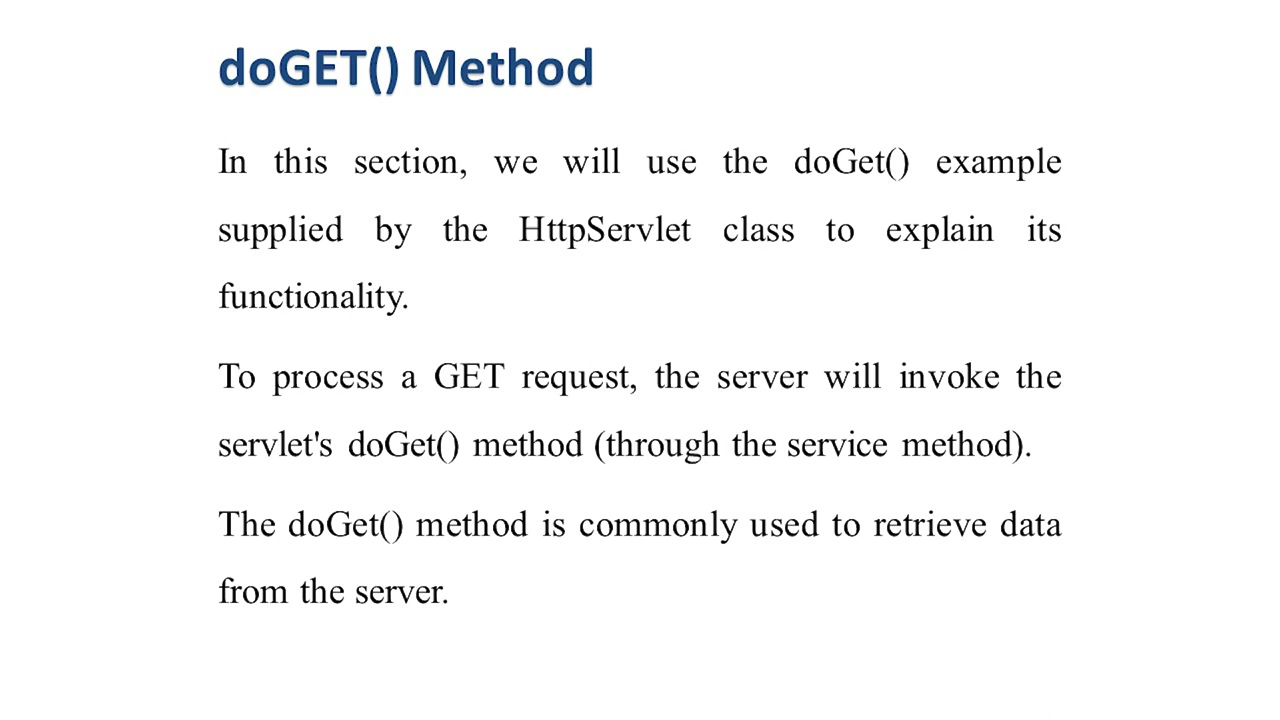 doGET() Method
In this section, we will use the doGet() example
supplied by the HttpServlet class to explain its
functionality.
To process a GET request, the server will invoke the
servlet's doGet() method (through the service method).
The doGet() method is commonly used to retrieve data
from the server.